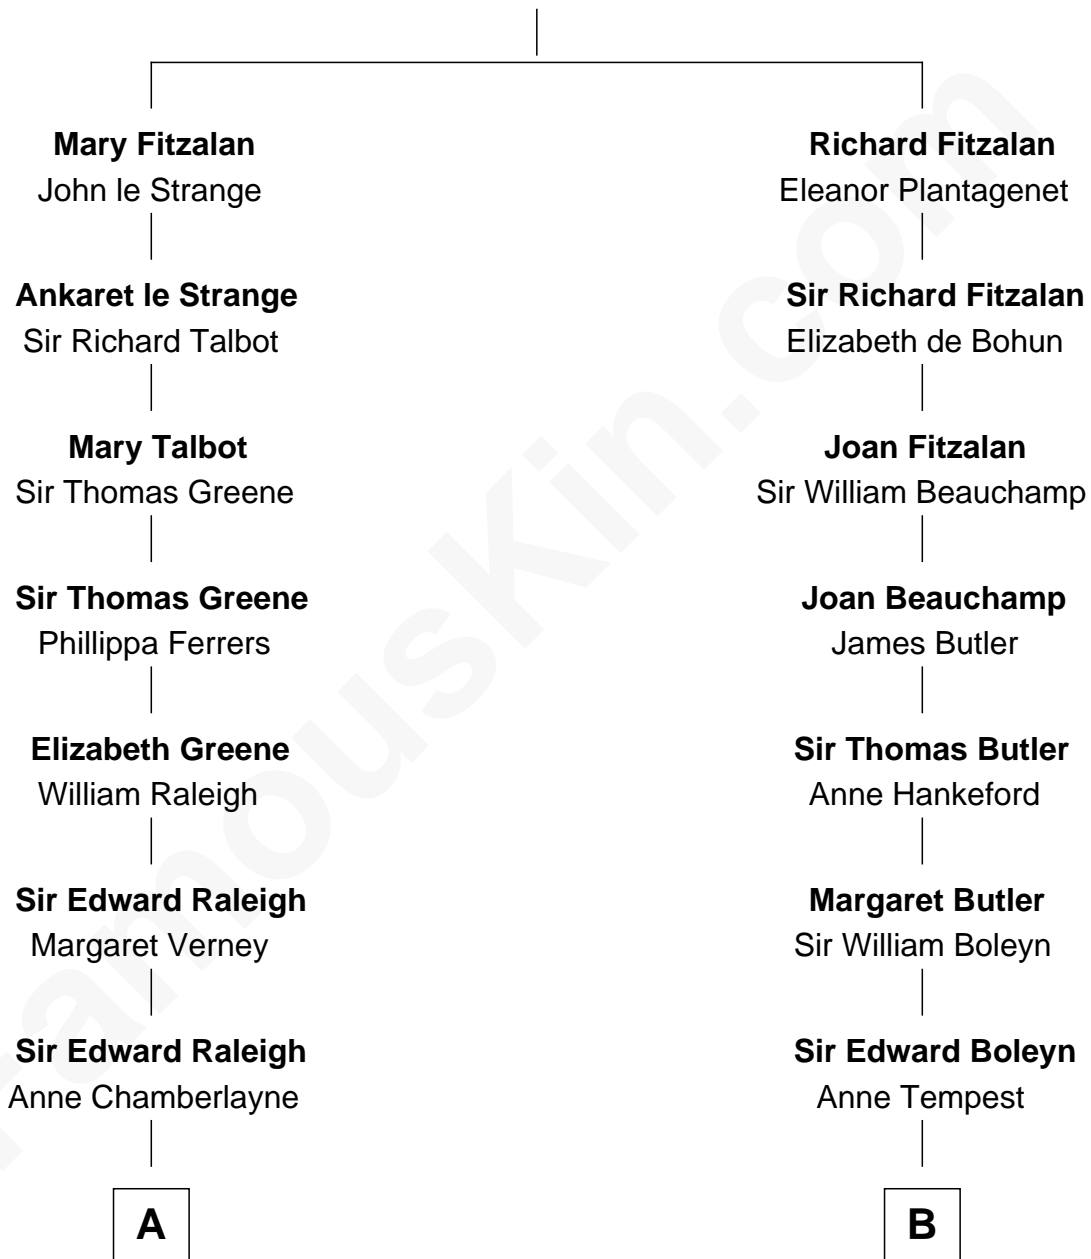 Mary Fitzalan
John le Strange
Ankaret le Strange
Sir Richard Talbot
Mary Talbot
Sir Thomas Greene
Sir Thomas Greene
Phillippa Ferrers
Elizabeth Greene
William Raleigh
Sir Edward Raleigh
Margaret Verney
Sir Edward Raleigh
Anne Chamberlayne
A
Richard Fitzalan
Eleanor Plantagenet
Sir Richard Fitzalan
Elizabeth de Bohun
Joan Fitzalan
Sir William Beauchamp
Joan Beauchamp
James Butler
Sir Thomas Butler
Anne Hankeford
Margaret Butler
Sir William Boleyn
Sir Edward Boleyn
Anne Tempest
B
FamousKin.com